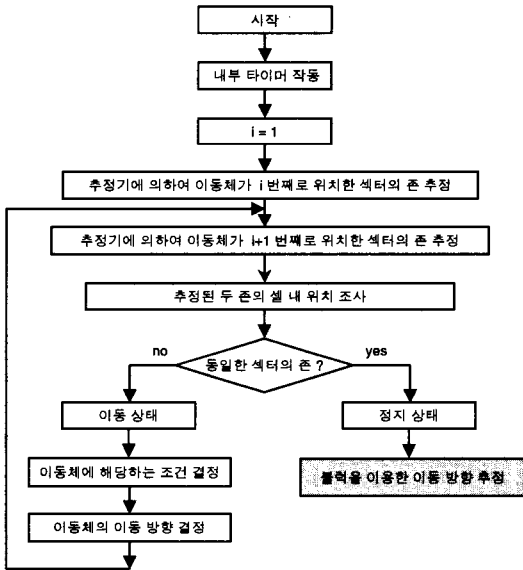 시작
내부 타이머 작동
i = 1
추정기에 의하여 이동체가 i 번째로 위치한 섹터의 존 추정
추정기에 의하여 이동체가 i+1 번째로 위치한 섹터의 존 추정
추정된 두 존의 셀 내 위치 조사
동일한 섹터의 존 ?
no
yes
이동 상태
정지 상태
이동체에 해당하는 조건 결정
블럭을 이용한 이동 방향 추정
이동체의 이동 방향 결정